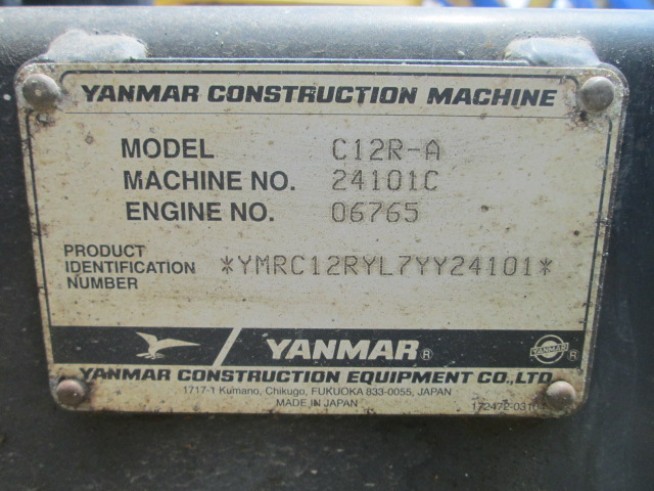 YANMAR CONSTRUCTION MACHINE
MODEL C12R-A
MACHINE NO. 24101C
ENGINE NO. 06765
PRODUCT
IDENTIFICATION
NUMBER
*YMRC12RYL7YY24101*
YANMAR®
YANMAR ®
YANMAR CONSTRUCTION EQUIPMENT CO.,LTD.
1717-1 Kumano, Chikugo, FUKUOKA 833-0055, JAPAN
MADE IN JAPAN